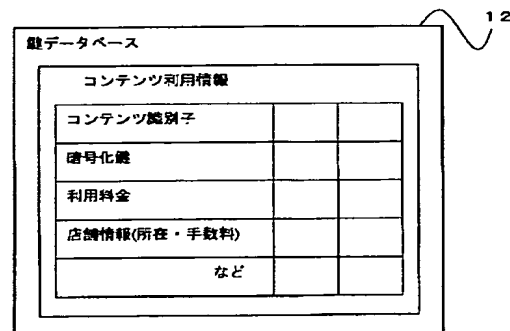 12
鍵データベース
コンテンツ利用情報
コンテンツ識別子
暗号化鍵
利用料金
店舗情報(所在・手数料)
など